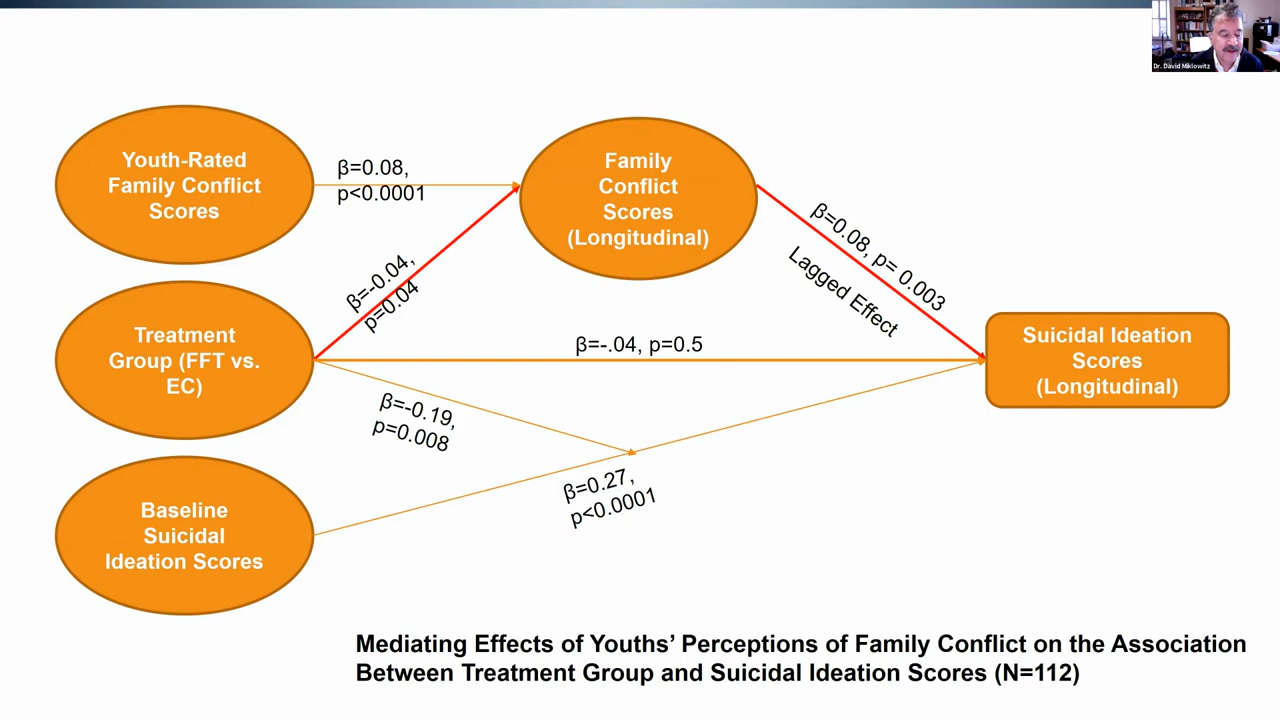 Dr. David Miklowitz
Youth-Rated
Family Conflict
Scores
β=0.08,
p<0.0001
Family
Conflict
Scores
(Longitudinal)
β=0.08, p= 0.003
Lagged Effect
β=-0.04,
p=0.04
Treatment
Group (FFT vs.
EC)
β=-.04, p=0.5
Suicidal Ideation
Scores
(Longitudinal)
β=-0.19,
p=0.008
β=0.27,
p<0.0001
Baseline
Suicidal
Ideation Scores
Mediating Effects of Youths’ Perceptions of Family Conflict on the Association
Between Treatment Group and Suicidal Ideation Scores (N=112)